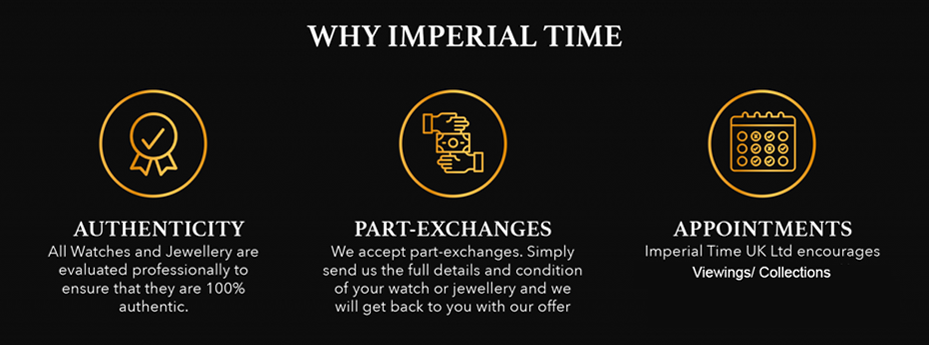 WHY IMPERIAL TIME
AUTHENTICITY
All Watches and Jewellery are
evaluated professionally to
ensure that they are 100%
authentic.
PART-EXCHANGES
We accept part-exchanges. Simply
send us the full details and condition
of your watch or jewellery and we
will get back to you with our offer
APPOINTMENTS
Imperial Time UK Ltd encourages
Viewings/ Collections